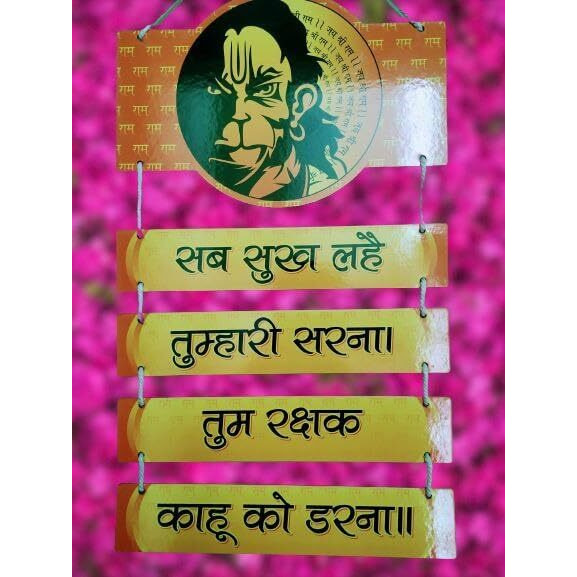 सब सुख लहै
तुम्हारी सरना।
तुम रक्षक
काहू को डरना॥